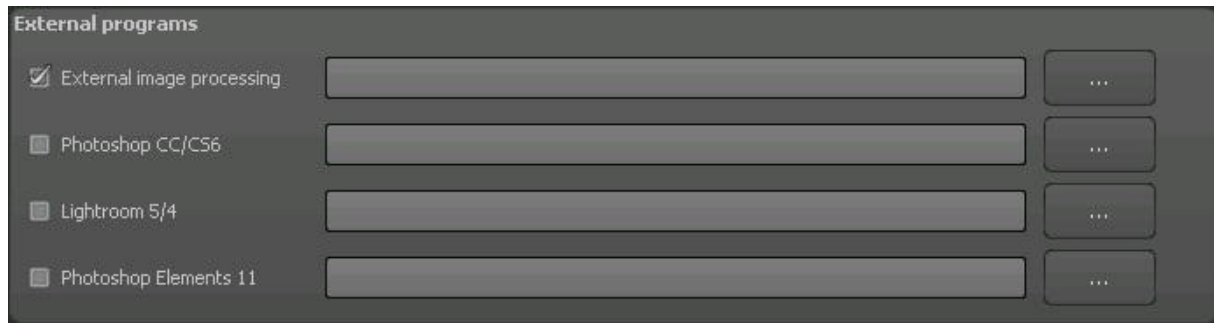 External programs
External image processing ...
Photoshop CC/CS6 ...
Lightroom 5/4 ...
Photoshop Elements 11 ...